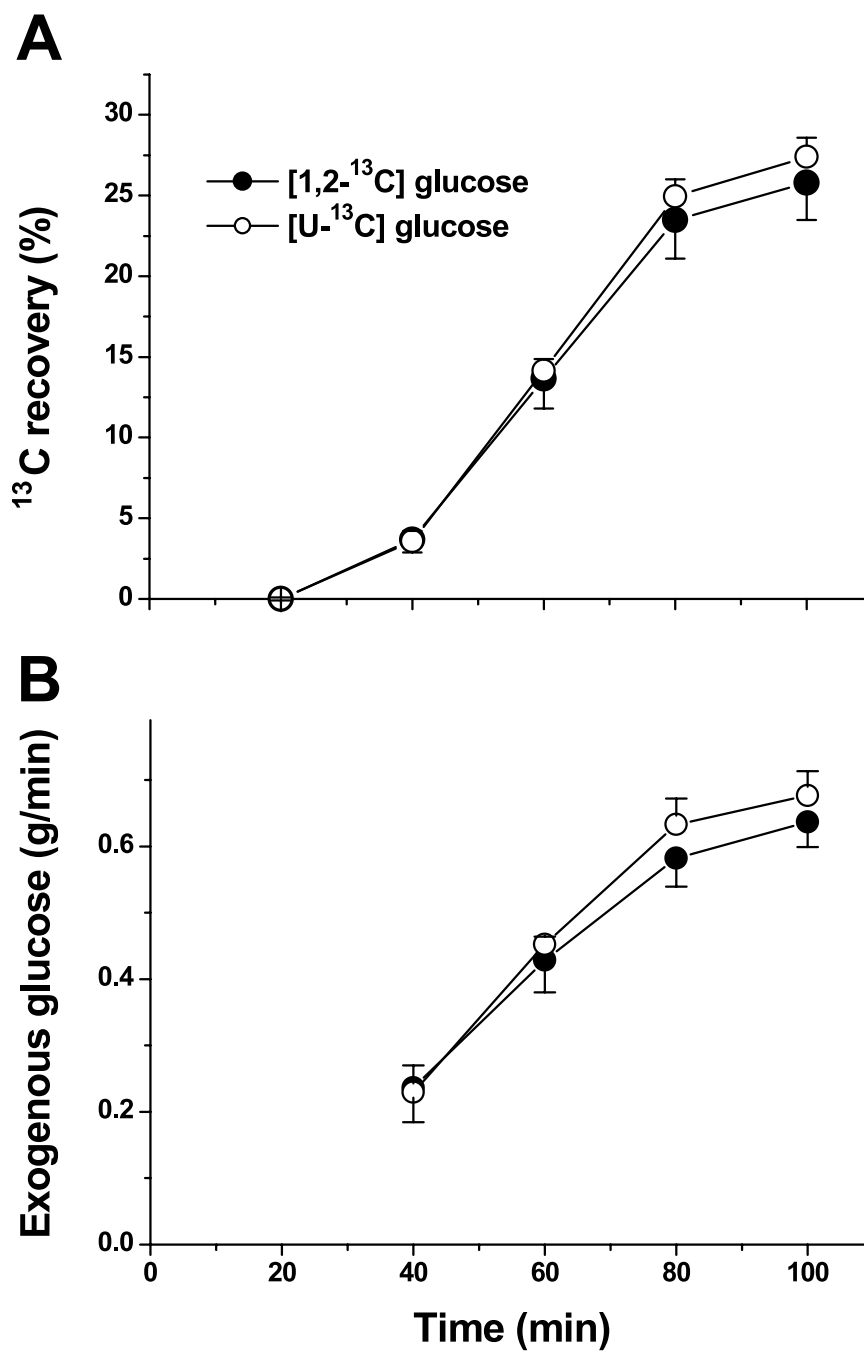 A
30
25
20
15
10
5
0
¹³C recovery (%)
[1,2-¹³C] glucose
[U-¹³C] glucose
B
0.6
0.4
0.2
0.0
Exogenous glucose (g/min)
0 20 40 60 80 100
Time (min)